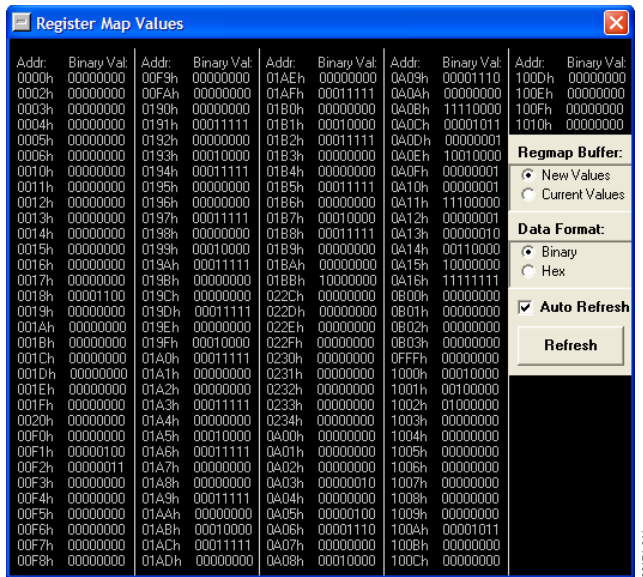 Register Map Values
Addr: Binary Val: Addr: Binary Val: Addr: Binary Val: Addr: Binary Val: Addr: Binary Val:
0000h 00000000 00F9h 00000000 01AEh 00000000 0A09h 00001110 100Dh 00000000
0002h 00000000 00FAh 00000000 01AFh 00011111 0A0Ah 00000000 100Eh 00000000
0003h 00000000 0190h 00000000 01B0h 00000000 0A0Bh 11110000 100Fh 00000000
0004h 00000000 0191h 00011111 01B1h 00010000 0A0Ch 00001011 1010h 00000000
0005h 00000000 0192h 00000000 01B2h 00011111 0A0Dh 00000001
0006h 00000000 0193h 00010000 01B3h 00000000 0A0Eh 10010000 Regmap Buffer:
0010h 00000000 0194h 00011111 01B4h 00000000 0A0Fh 00000001 New Values
0011h 00000000 0195h 00000000 01B5h 00011111 0A10h 00000001 Current Values
0012h 00000000 0196h 00000000 01B6h 00000000 0A11h 11100000
0013h 00000000 0197h 00011111 01B7h 00010000 0A12h 00000001 Data Format:
0014h 00000000 0198h 00000000 01B8h 00011111 0A13h 00000010
0015h 00000000 0199h 00010000 01B9h 00000000 0A14h 00110000 Binary
0016h 00000000 019Ah 00011111 01BAh 00000000 0A15h 10000000 Hex
0017h 00000000 019Bh 00000000 01BBh 10000000 0A16h 11111111
0018h 00001100 019Ch 00000000 022Ch 00000000 0B00h 00000000 Auto Refresh
0019h 00000000 019Dh 00011111 022Dh 00000000 0B01h 00000000
001Ah 00000000 019Eh 00000000 022Eh 00000000 0B02h 00000000
001Bh 00000000 019Fh 00010000 022Fh 00000000 0B03h 00000000 Refresh
001Ch 00000000 01A0h 00011111 0230h 00000000 0FFFh 00000000
001Dh 00000000 01A1h 00000000 0231h 00000000 1000h 00010000
001Eh 00000000 01A2h 00000000 0232h 00000000 1001h 00100000
001Fh 00000000 01A3h 00011111 0233h 00000000 1002h 01000000
0020h 00000000 01A4h 00000000 0234h 00000000 1003h 00000000
00F0h 00000000 01A5h 00010000 0A00h 00000000 1004h 00000000
00F1h 00000100 01A6h 00011111 0A01h 00000000 1005h 00000000
00F2h 00000011 01A7h 00000000 0A02h 00000000 1006h 00000000
00F3h 00000000 01A8h 00000000 0A03h 00000010 1007h 00000000
00F4h 00000000 01A9h 00011111 0A04h 00000000 1008h 00000000
00F5h 00000000 01AAh 00000000 0A05h 00000100 1009h 00000000
00F6h 00000000 01ABh 00010000 0A06h 00001110 100Ah 00001011
00F7h 00000000 01ACh 00011111 0A07h 00000000 100Bh 00000000
00F8h 00000000 01ADh 00000000 0A08h 00010000 100Ch 00000000